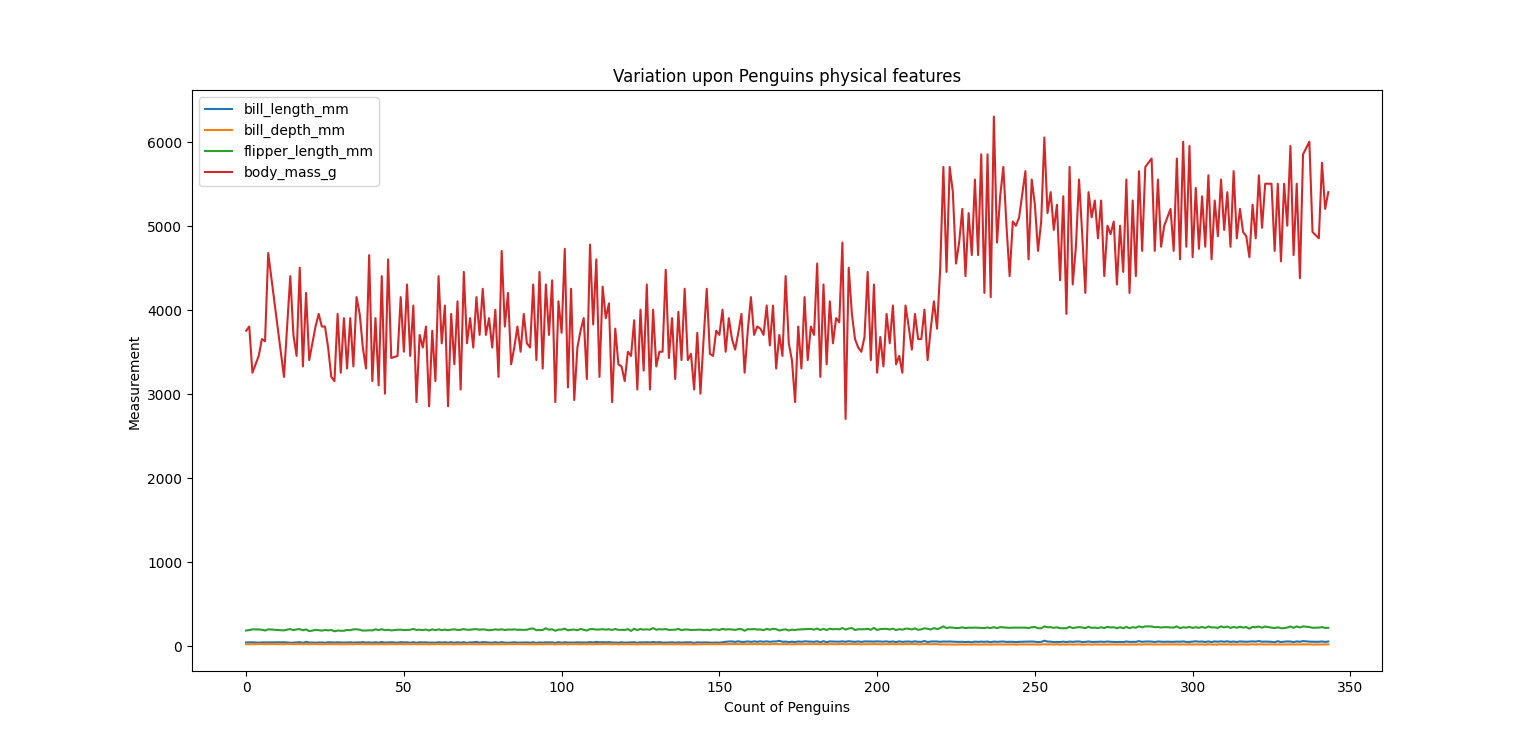 Variation upon Penguins physical features
bill_length_mm
bill_depth_mm
flipper_length_mm
body_mass_g
6000
5000
4000
3000
2000
1000
0
Measurement
0 50 100 150 200 250 300 350
Count of Penguins